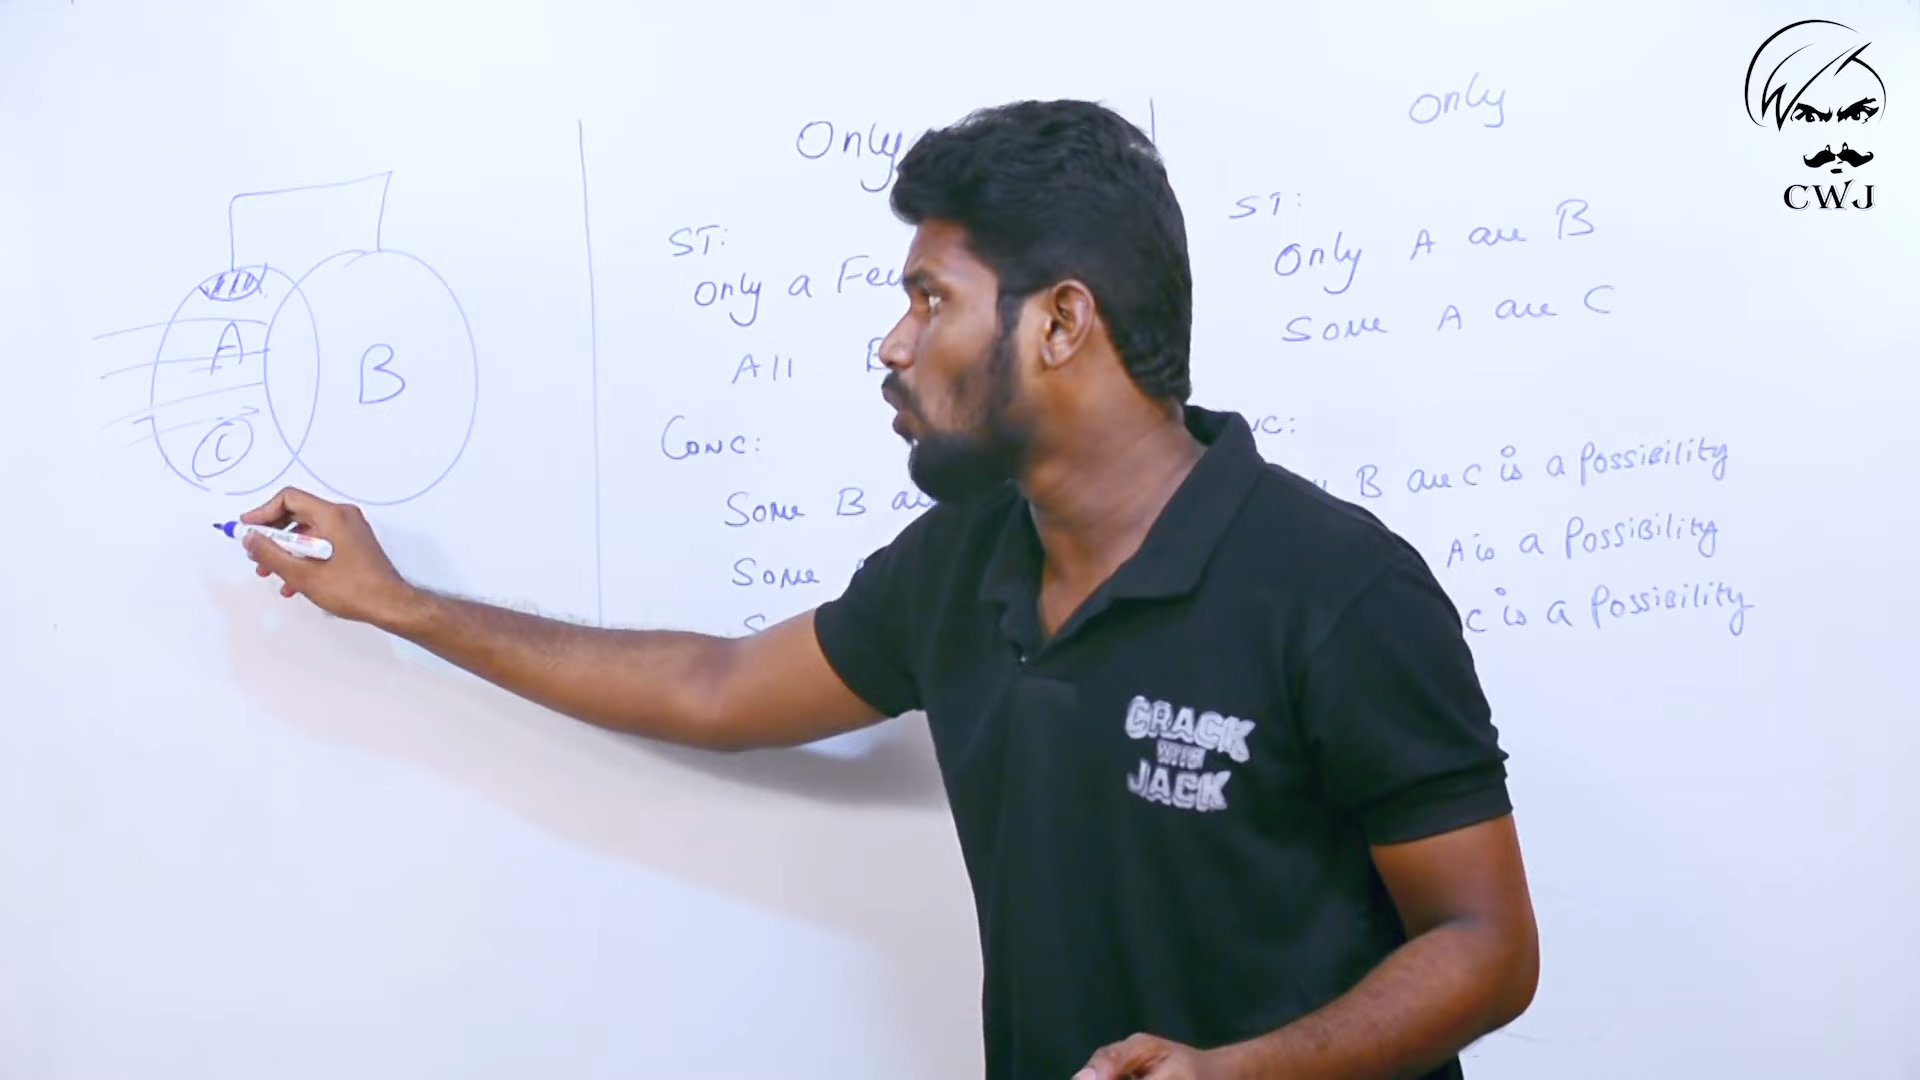 A
B
C
Only
ST:
Only a Few
All
CONC:
Some B
Some
Only
ST:
Only A are B
Some A are C
B are C is a Possibility
A is a Possibility
C is a Possibility
CRACK
WITH
JACK
CWJ